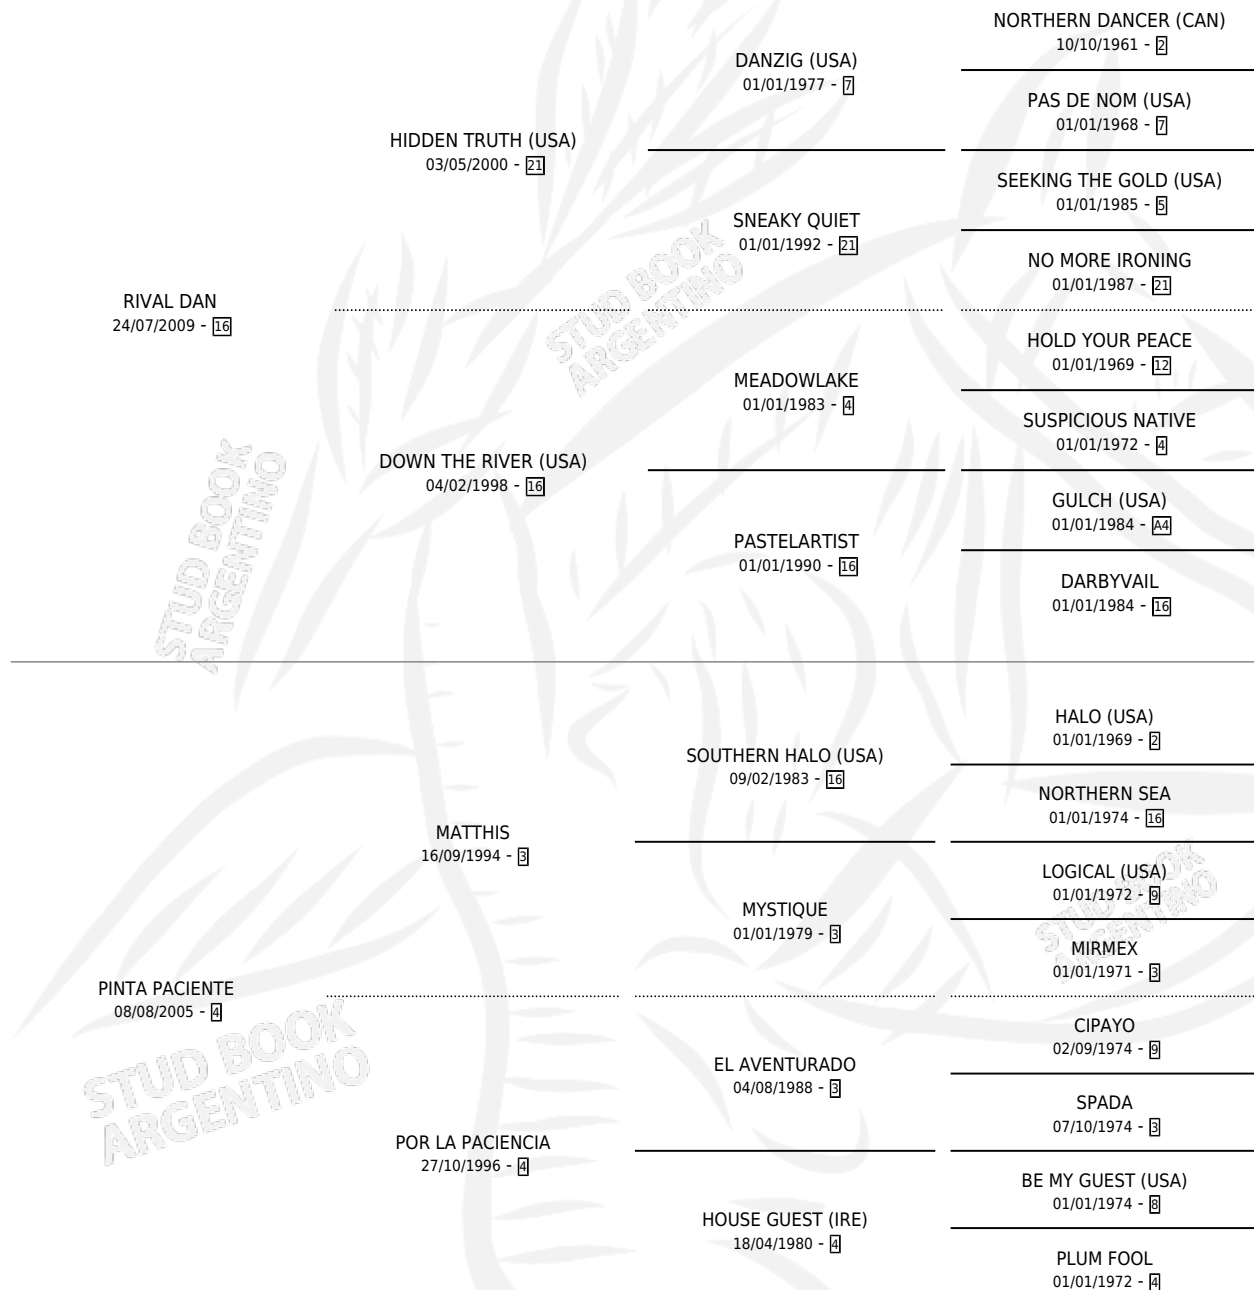 NORTHERN DANCER (CAN)
10/10/1961 - 2
DANZIG (USA)
01/01/1977 - 7
PAS DE NOM (USA)
01/01/1968 - 7
HIDDEN TRUTH (USA)
03/05/2000 - 21
SEEKING THE GOLD (USA)
01/01/1985 - 5
SNEAKY QUIET
01/01/1992 - 21
NO MORE IRONING
01/01/1987 - 21
RIVAL DAN
24/07/2009 - 16
HOLD YOUR PEACE
01/01/1969 - 12
MEADOWLAKE
01/01/1983 - 4
SUSPICIOUS NATIVE
01/01/1972 - 4
DOWN THE RIVER (USA)
04/02/1998 - 16
GULCH (USA)
01/01/1984 - A4
PASTELARTIST
01/01/1990 - 16
DARBYVAIL
01/01/1984 - 16
HALO (USA)
01/01/1969 - 2
SOUTHERN HALO (USA)
09/02/1983 - 16
NORTHERN SEA
01/01/1974 - 16
MATTHIS
16/09/1994 - 3
LOGICAL (USA)
01/01/1972 - 9
MYSTIQUE
01/01/1979 - 3
MIRMEX
01/01/1971 - 3
PINTA PACIENTE
08/08/2005 - 4
CIPAYO
02/09/1974 - 9
EL AVENTURADO
04/08/1988 - 3
SPADA
07/10/1974 - 3
POR LA PACIENCIA
27/10/1996 - 4
BE MY GUEST (USA)
01/01/1974 - 8
HOUSE GUEST (IRE)
18/04/1980 - 4
PLUM FOOL
01/01/1972 - 4
STUD BOOK
ARGENTINO
STUD BOOK
ARGENTINO
STUD BOOK
ARGENTINO
STUD BOOK
ARGENTINO